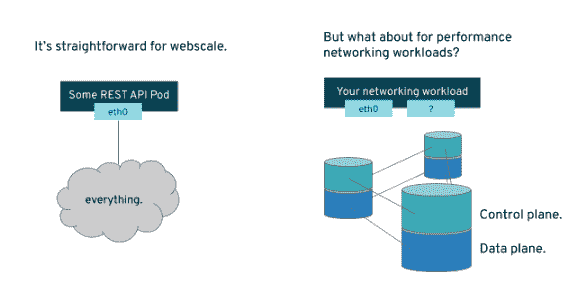 It's straightforward for webscale.
Some REST API Pod
eth0
everything.
But what about for performance
networking workloads?
Your networking workload
eth0
?
Control plane.
Data plane.